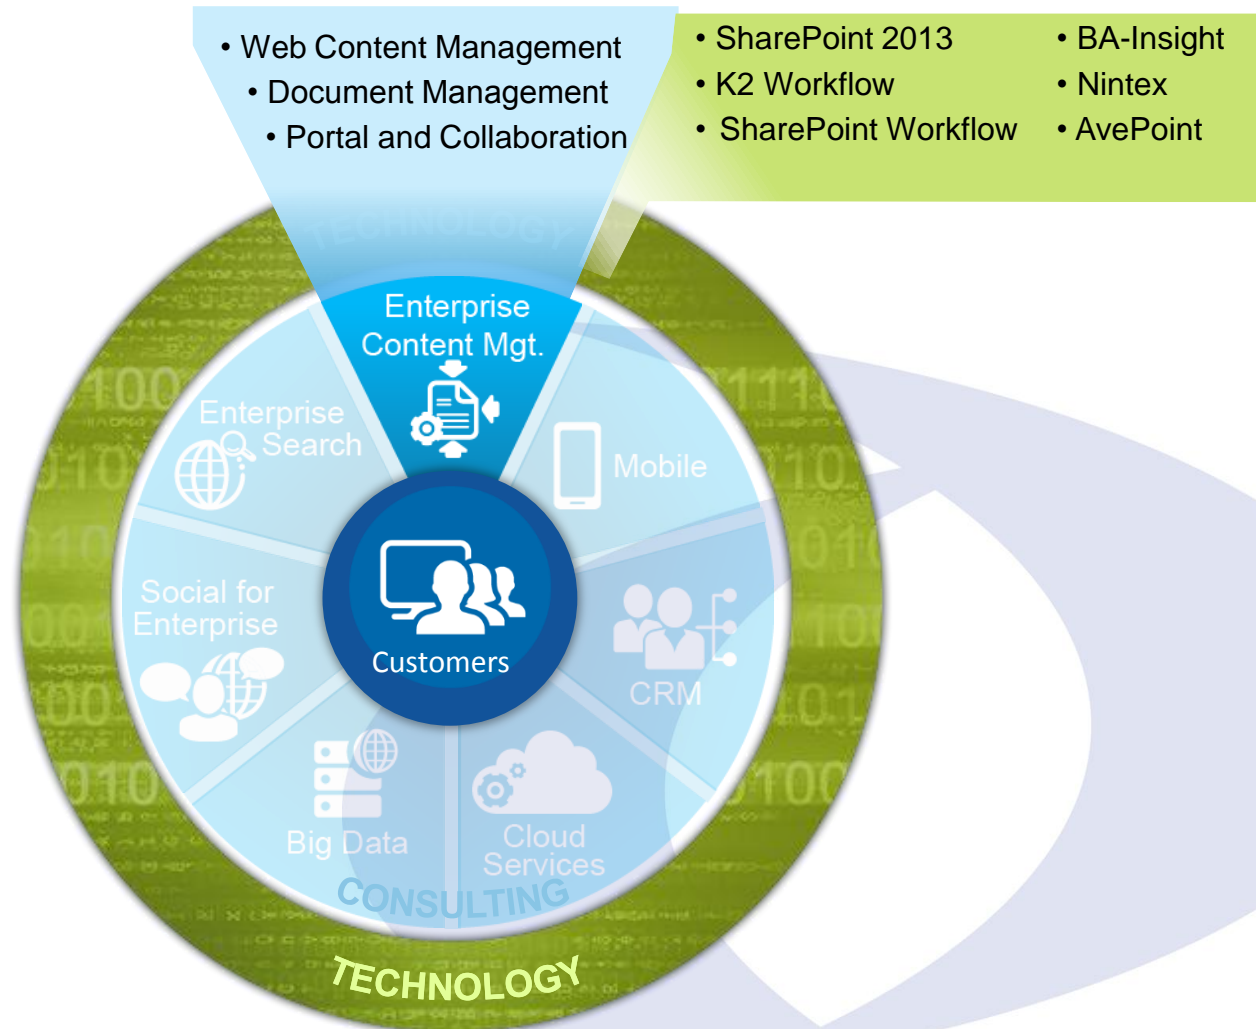 • Web Content Management
• Document Management
• Portal and Collaboration
• SharePoint 2013
• K2 Workflow
• SharePoint Workflow
• BA-Insight
• Nintex
• AvePoint
TECHNOLOGY
Enterprise
Content Mgt.
Enterprise
Search
Mobile
Social for
Enterprise
Customers
CRM
Big Data
Cloud
Services
CONSULTING
TECHNOLOGY